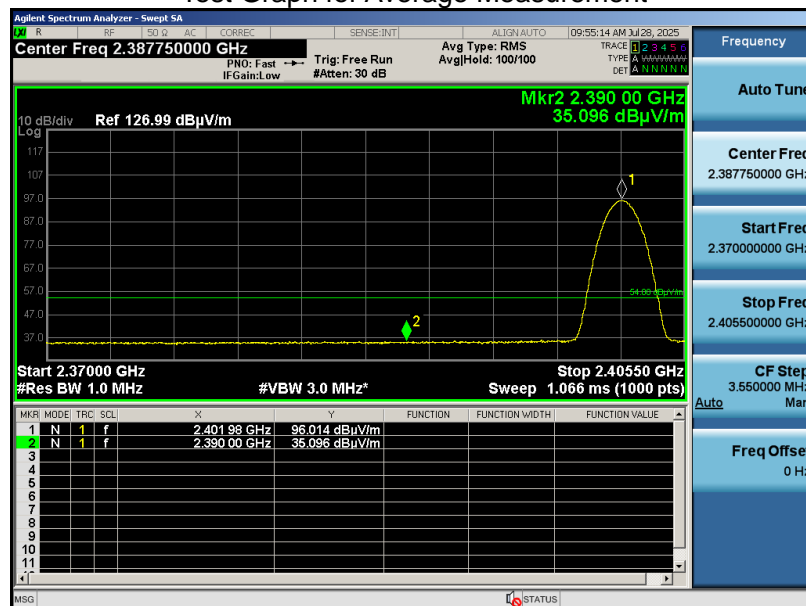 Test Graph for Average Measurement
Agilent Spectrum Analyzer - Swept SA
LXI R RF 50 Ω AC CORREC SENSE:INT ALIGN AUTO 09:55:14 AM Jul 28, 2025
Center Freq 2.387750000 GHz
PNO: Fast
IFGain:Low
Trig: Free Run
#Atten: 30 dB
Avg Type: RMS
Avg|Hold: 100/100
TRACE 1 2 3 4 5 6
TYPE A WWWWW
DET A N N N N N
Mkr2 2.390 00 GHz
35.096 dBµV/m
10 dB/div Ref 126.99 dBµV/m
Log
117
107
97.0
87.0
77.0
67.0
57.0
47.0
37.0
1
54.00 dBµV/m
2
Start 2.37000 GHz Stop 2.40550 GHz
#Res BW 1.0 MHz #VBW 3.0 MHz* Sweep 1.066 ms (1000 pts)
MKR MODE TRC SCL X Y FUNCTION FUNCTION WIDTH FUNCTION VALUE
1 N 1 f 2.401 98 GHz 96.014 dBµV/m
2 N 1 f 2.390 00 GHz 35.096 dBµV/m
3
4
5
6
7
8
9
10
11
MSG STATUS
Frequency
Auto Tune
Center Freq
2.387750000 GHz
Start Freq
2.370000000 GHz
Stop Freq
2.405500000 GHz
CF Step
3.550000 MHz
Auto Man
Freq Offset
0 Hz